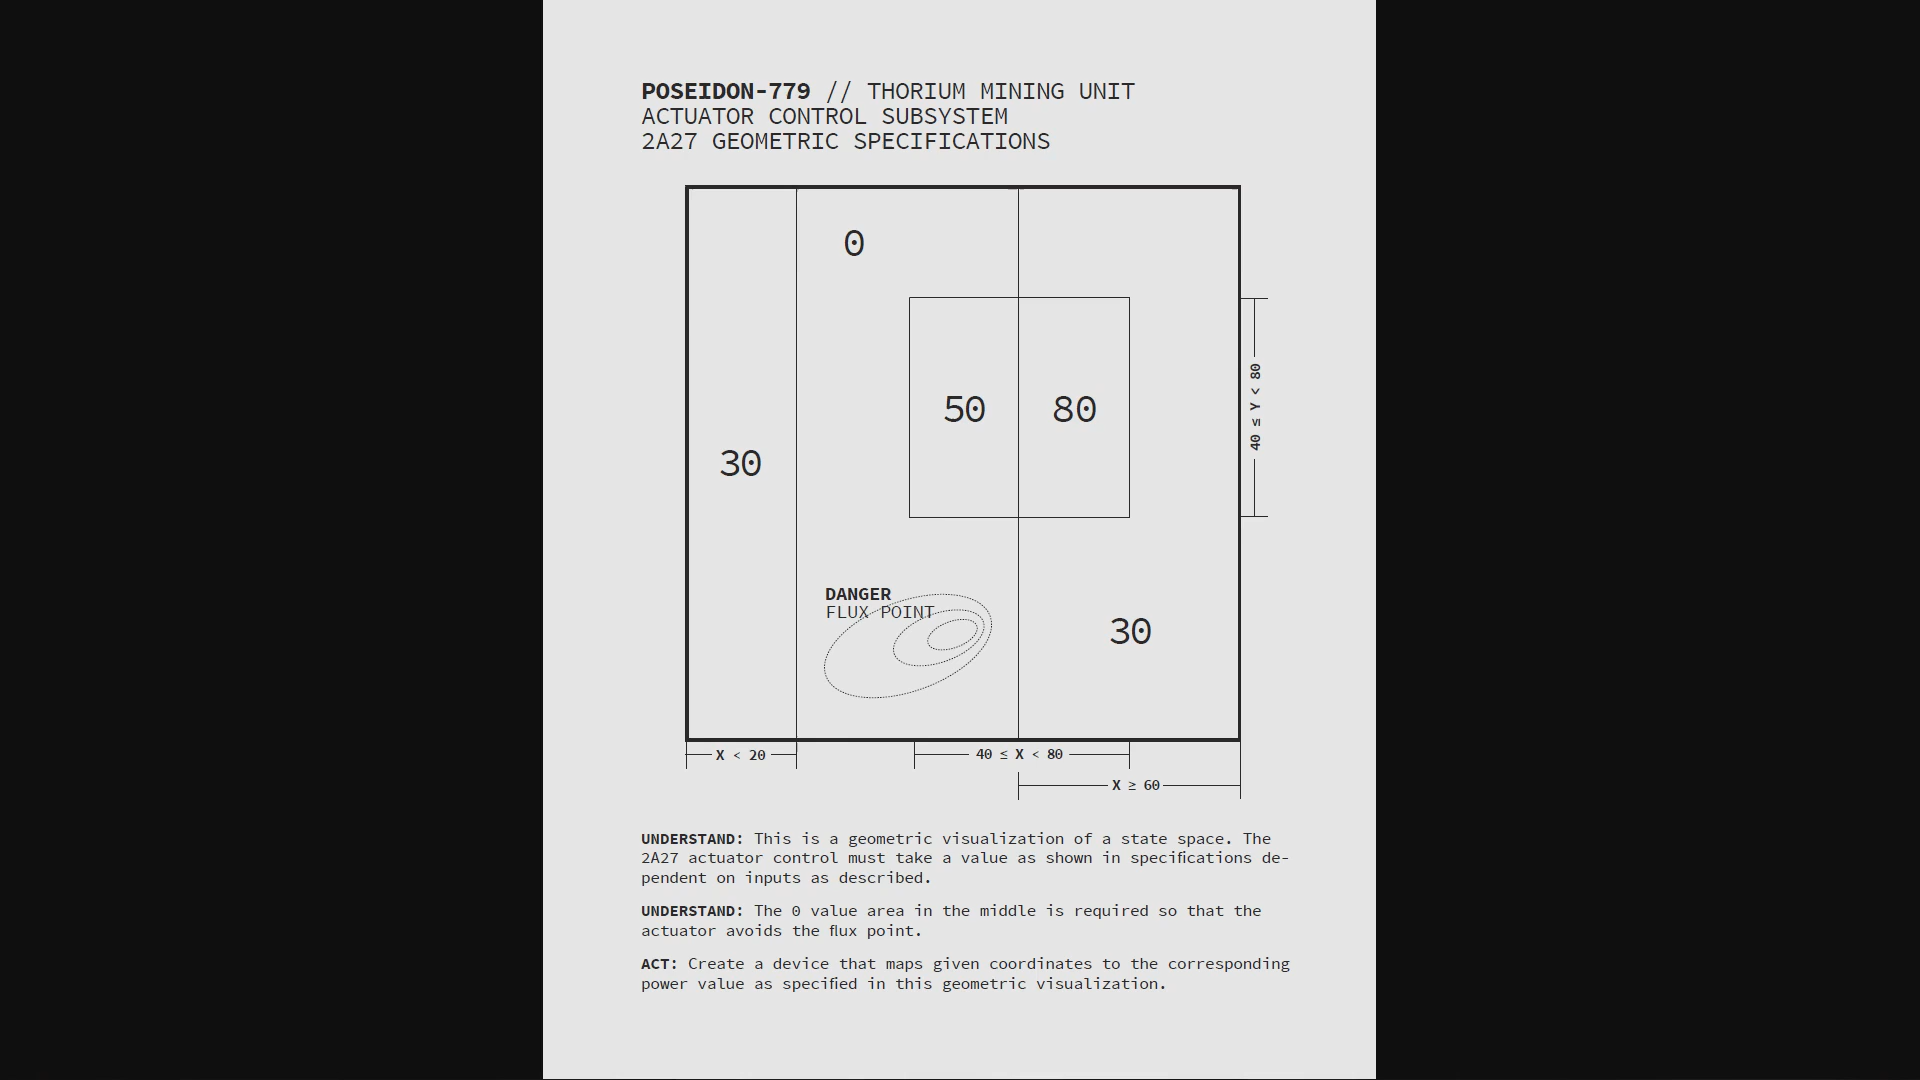 POSEIDON-779 // THORIUM MINING UNIT
ACTUATOR CONTROL SUBSYSTEM
2A27 GEOMETRIC SPECIFICATIONS
0
40 ≤ Y < 80
50 80
30
DANGER
FLUX POINT
30
X < 20
40 ≤ X < 80
X ≥ 60
UNDERSTAND: This is a geometric visualization of a state space. The
2A27 actuator control must take a value as shown in specifications de-
pendent on inputs as described.
UNDERSTAND: The 0 value area in the middle is required so that the
actuator avoids the flux point.
ACT: Create a device that maps given coordinates to the corresponding
power value as specified in this geometric visualization.